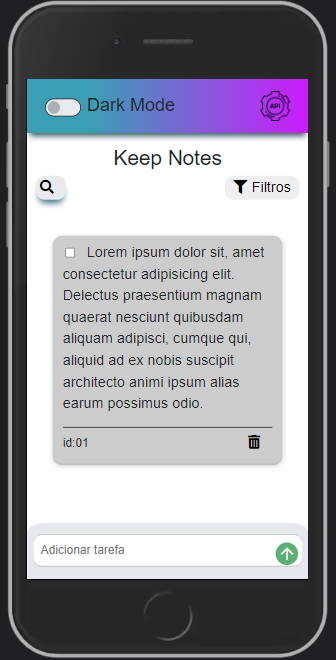 Dark Mode
API
Keep Notes
Filtros
Lorem ipsum dolor sit, amet
consectetur adipisicing elit.
Delectus praesentium magnam
quaerat nesciunt quibusdam
aliquam adipisci, cumque qui,
aliquid ad ex nobis suscipit
architecto animi ipsum alias
earum possimus odio.
id:01
Adicionar tarefa